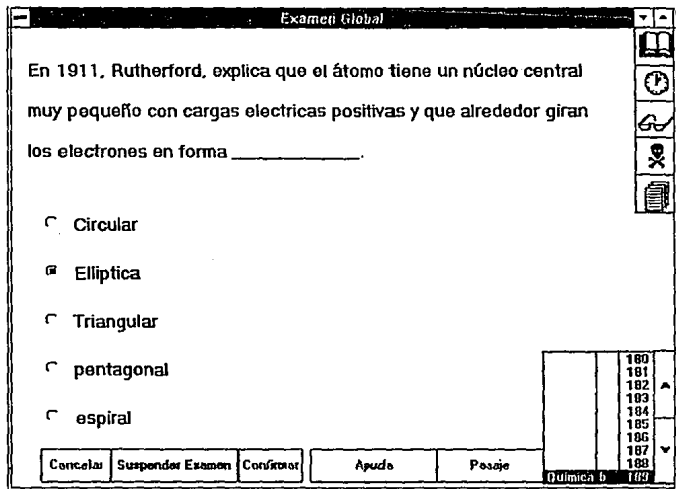 Examen Global
En 1911, Rutherford, explica que el átomo tiene un núcleo central
muy pequeño con cargas electricas positivas y que alrededor giran
los electrones en forma ____________.
Circular
Elliptica
Triangular
pentagonal
espiral
180
181
182
183
184
185
186
187
188
Quimica b 189
Cancelar Suspender Examen Confirmar Ayuda Pasaje